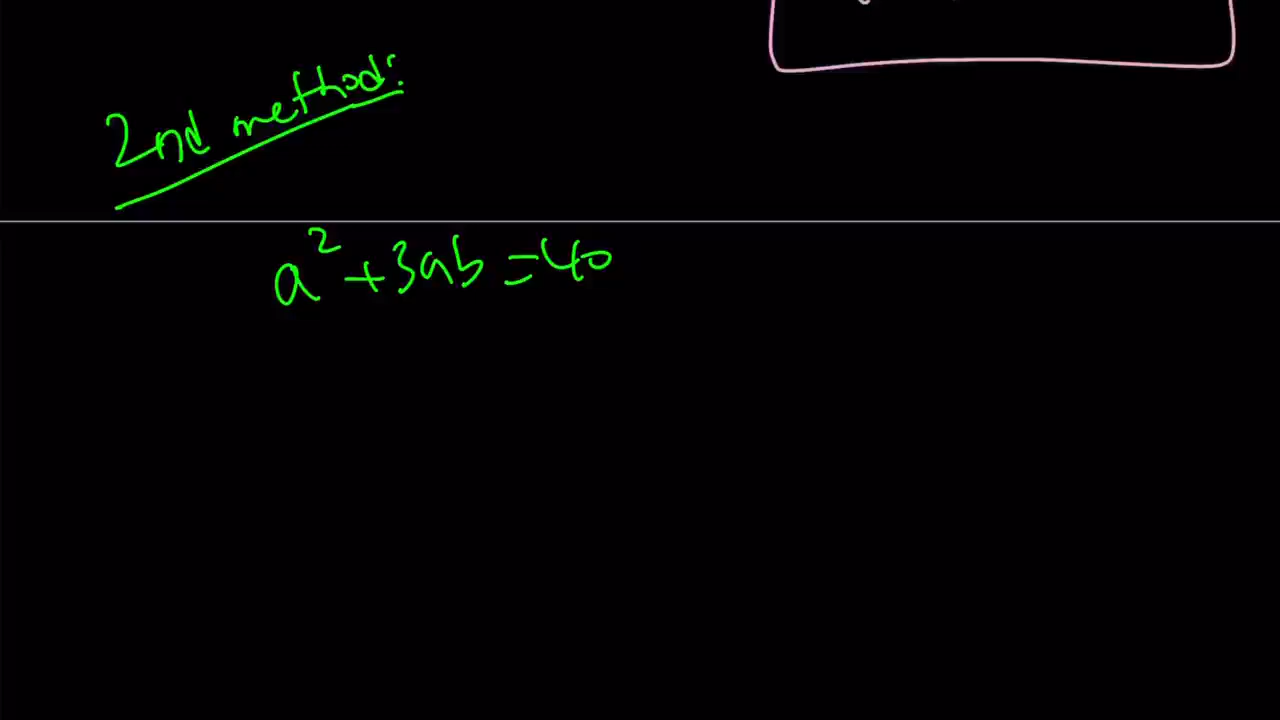 2nd method:
a² + 3ab = 40